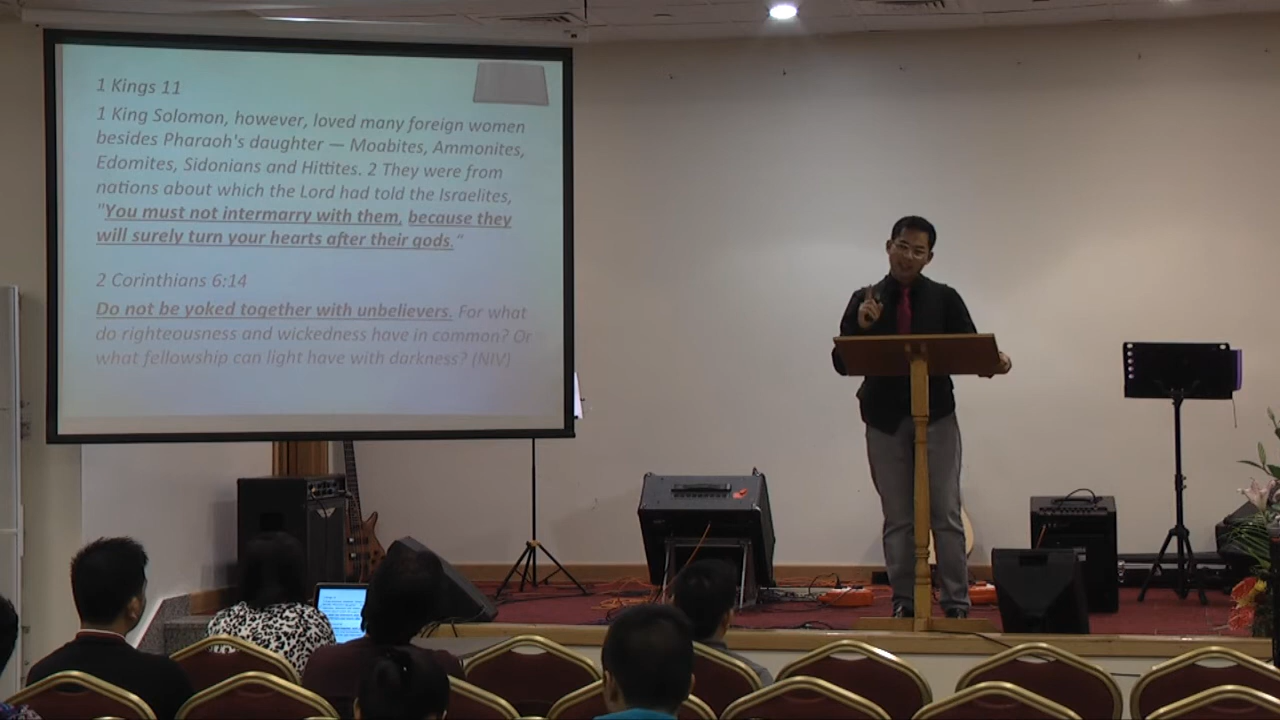 1 Kings 11
1 King Solomon, however, loved many foreign women
besides Pharaoh's daughter — Moabites, Ammonites,
Edomites, Sidonians and Hittites. 2 They were from
nations about which the Lord had told the Israelites,
"You must not intermarry with them, because they
will surely turn your hearts after their gods."
2 Corinthians 6:14
Do not be yoked together with unbelievers. For what
do righteousness and wickedness have in common? Or
what fellowship can light have with darkness? (NIV)